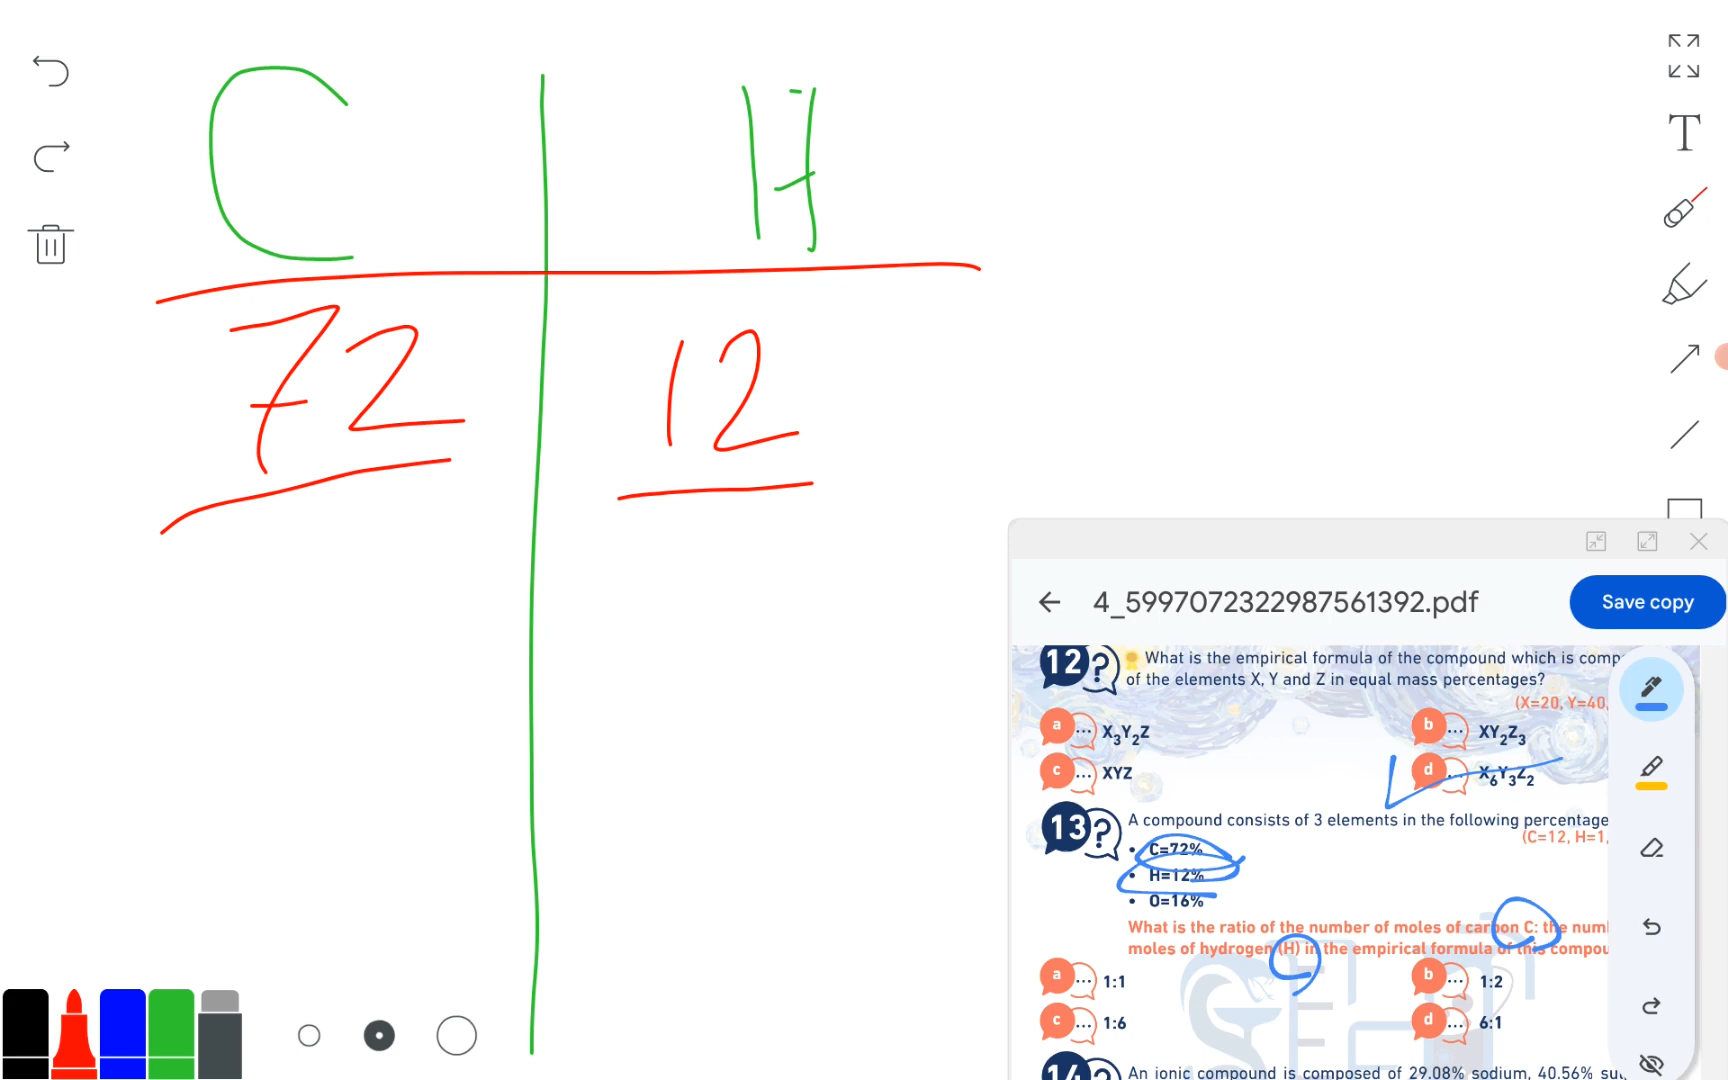 C H
72 12
T
4_5997072322987561392.pdf
Save copy
12? What is the empirical formula of the compound which is comp
of the elements X, Y and Z in equal mass percentages?
(X=20, Y=40,
a... X₃Y₂Z
b... XY₂Z₃
c... XYZ
d... X₆Y₃Z₂
13? A compound consists of 3 elements in the following percentage
(C=12, H=1,
• C=72%
• H=12%
• O=16%
What is the ratio of the number of moles of carbon C: the num
moles of hydrogen (H) in the empirical formula of this compou
a... 1:1
b... 1:2
c... 1:6
d... 6:1
14? An ionic compound is composed of 29.08% sodium, 40.56% sul